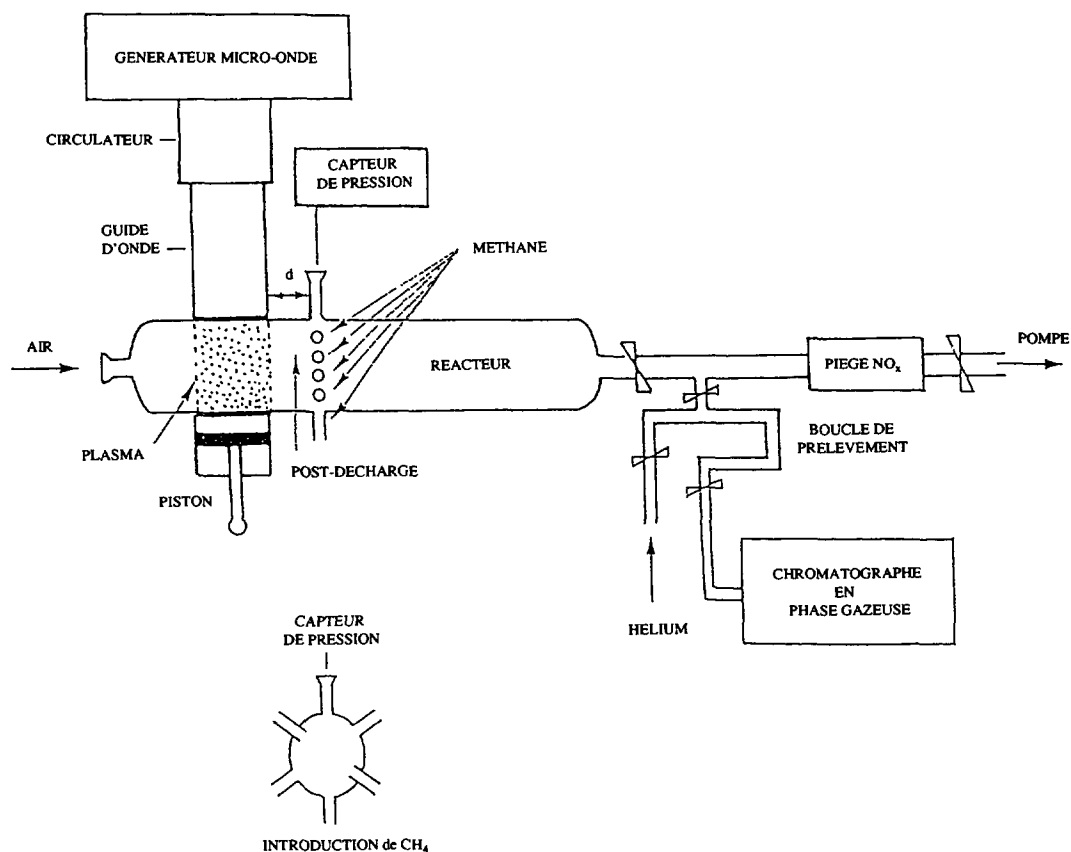 GENERATEUR MICRO-ONDE
CIRCULATEUR
CAPTEUR
DE PRESSION
GUIDE
D'ONDE
METHANE
d
AIR
REACTEUR
PIEGE NOx
POMPE
PLASMA
POST-DECHARGE
BOUCLE DE
PRELEVEMENT
PISTON
HELIUM
CHROMATOGRAPHE
EN
PHASE GAZEUSE
CAPTEUR
DE PRESSION
INTRODUCTION de CH4